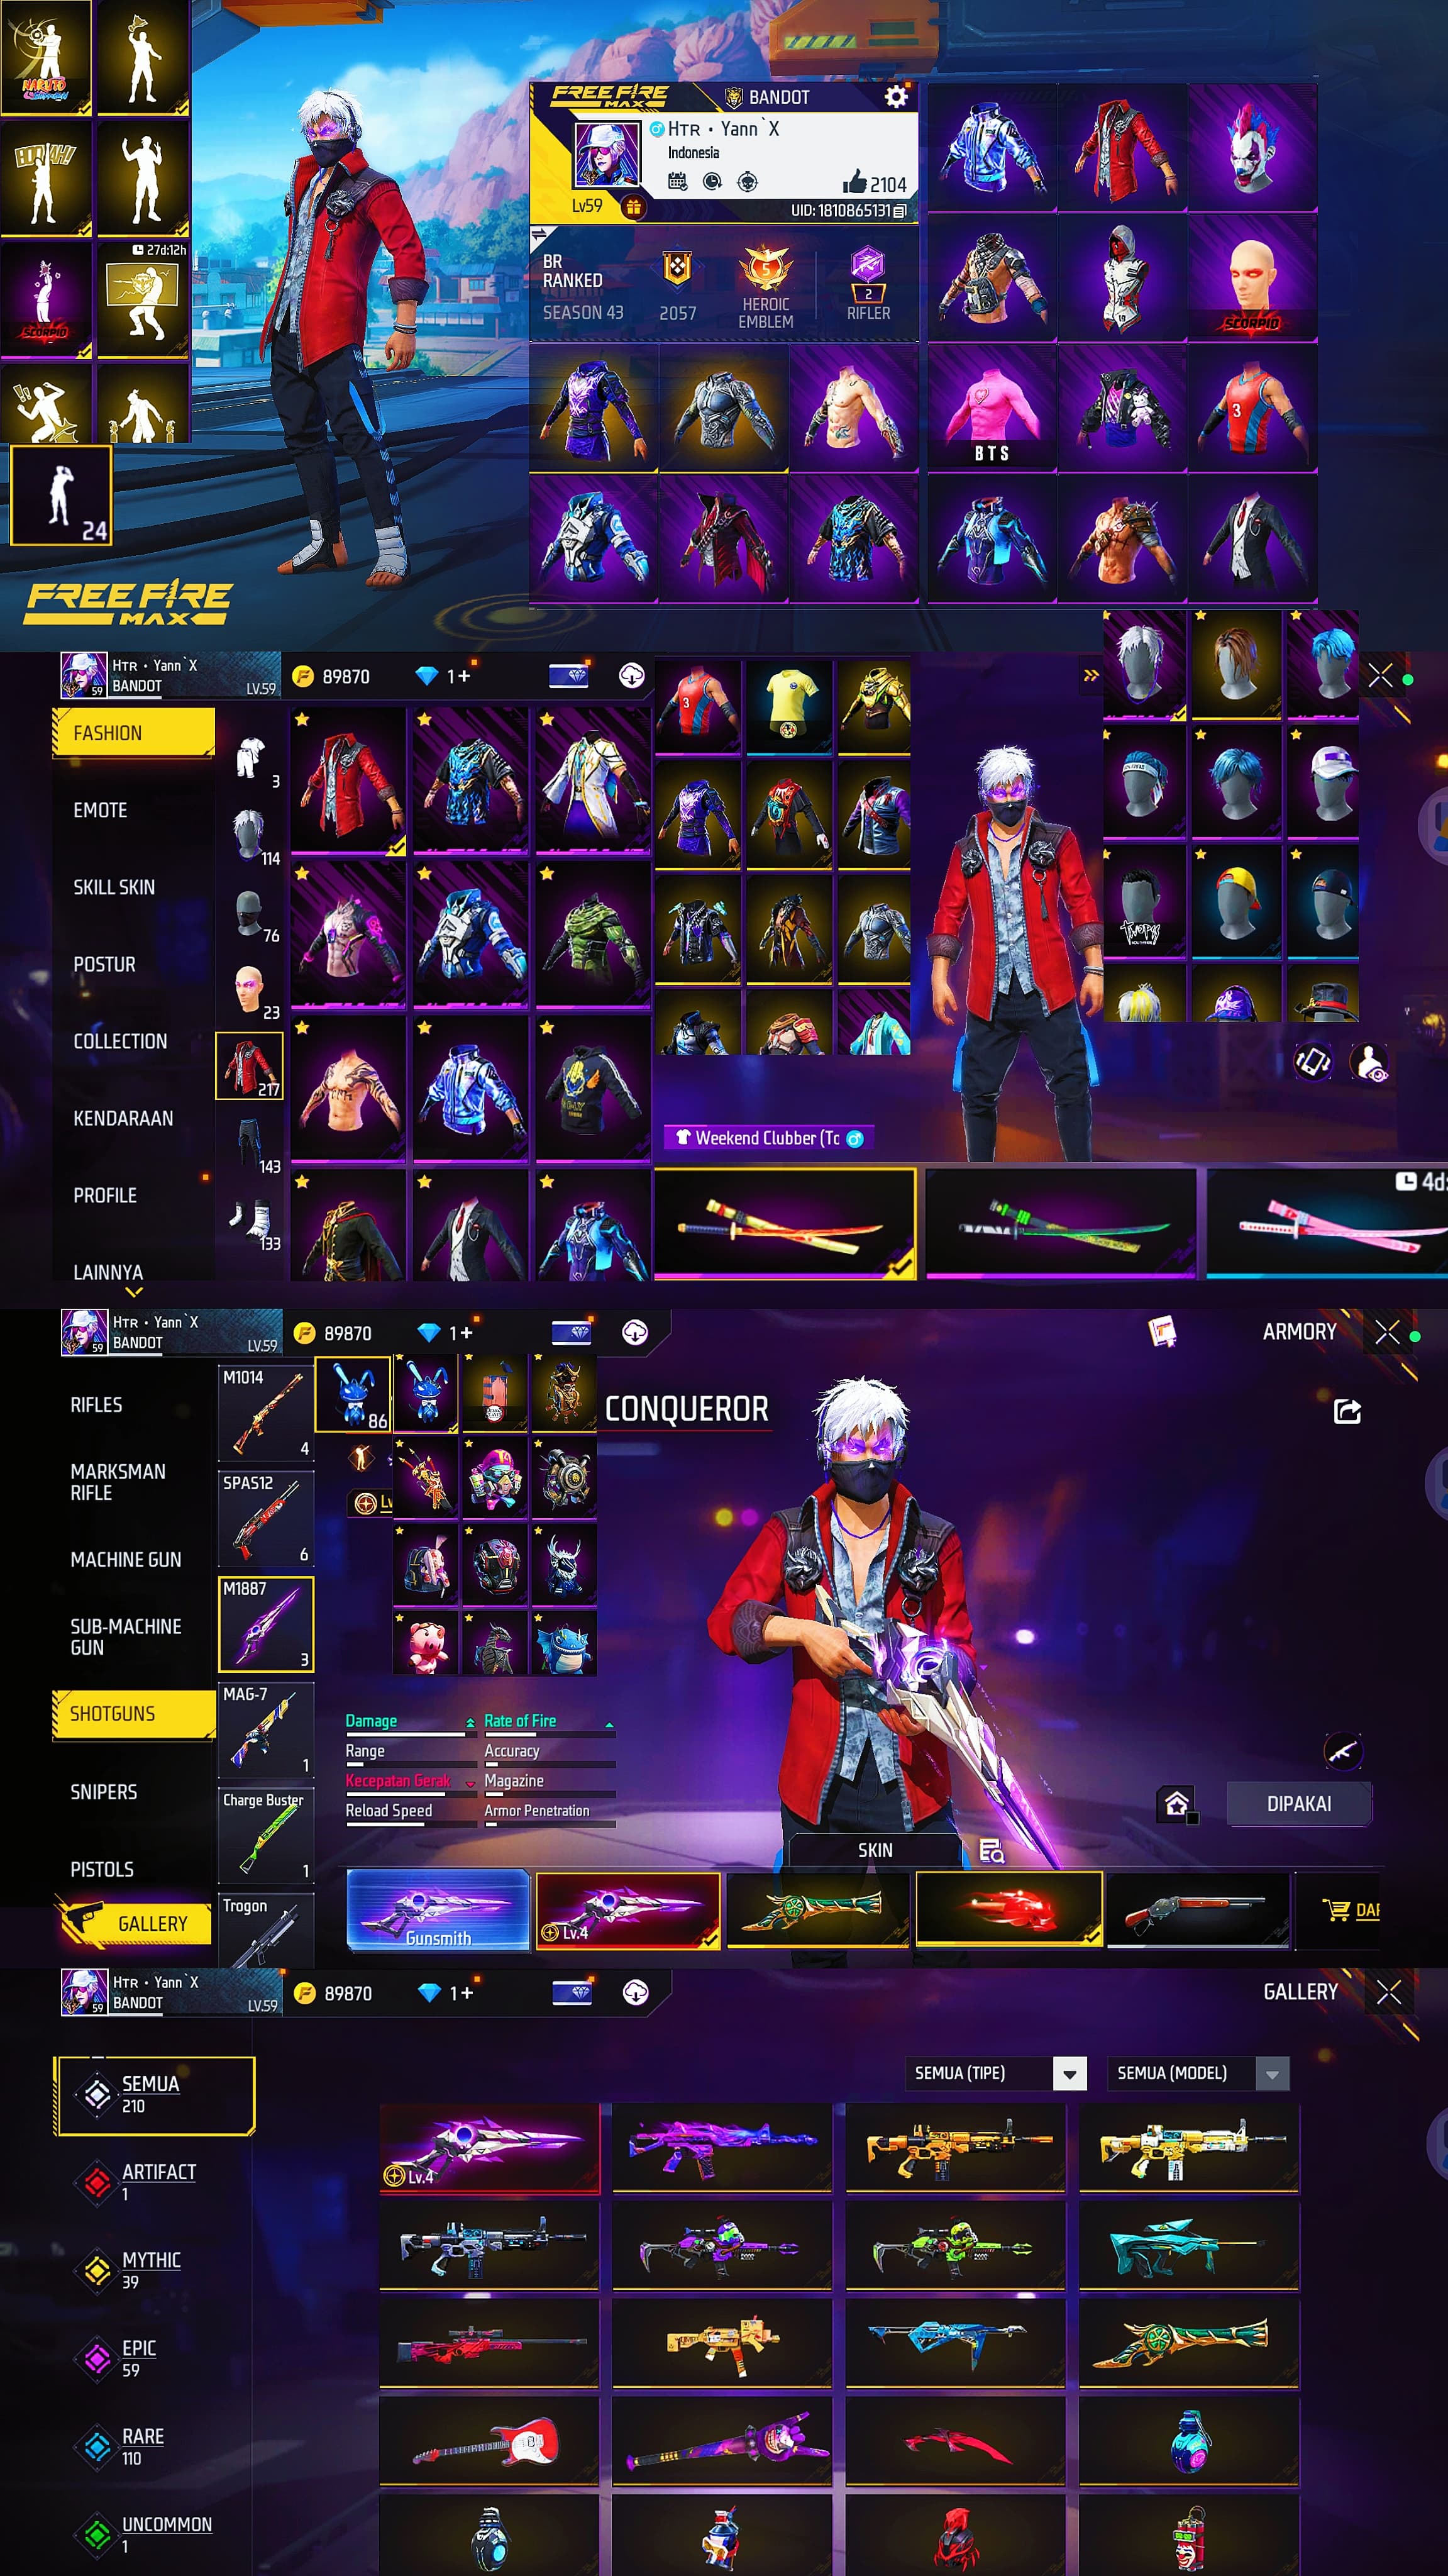 NARUTO
BOOYAH!
27d:12h
SCORPIO
24
FREE FIRE
MAX
FREE FIRE
MAX
BANDOT
HTR • Yann`X
Indonesia
2104
Lv59
UID: 1810865131
BR
RANKED
SEASON 43
2057
5
HEROIC
EMBLEM
2
RIFLER
SCORPIO
BTS
3
HTR • Yann`X
BANDOT
59
LV.59
89870
1+
FASHION
EMOTE
SKILL SKIN
POSTUR
COLLECTION
KENDARAAN
PROFILE
LAINNYA
3
114
76
23
217
143
133
3
Weekend Clubber (Tc
4d:
HTR • Yann`X
BANDOT
59
LV.59
89870
1+
ARMORY
RIFLES
MARKSMAN
RIFLE
MACHINE GUN
SUB-MACHINE
GUN
SHOTGUNS
SNIPERS
PISTOLS
GALLERY
M1014
4
SPAS12
6
M1887
3
MAG-7
1
Charge Buster
1
Trogon
86
CONQUEROR
Lv
Damage
Rate of Fire
Range
Accuracy
Kecepatan Gerak
Magazine
Reload Speed
Armor Penetration
DIPAKAI
SKIN
Gunsmith
Lv.4
DAF
HTR • Yann`X
BANDOT
59
LV.59
89870
1+
GALLERY
SEMUA (TIPE)
SEMUA (MODEL)
SEMUA
210
ARTIFACT
1
MYTHIC
39
EPIC
59
RARE
110
UNCOMMON
1
Lv.4